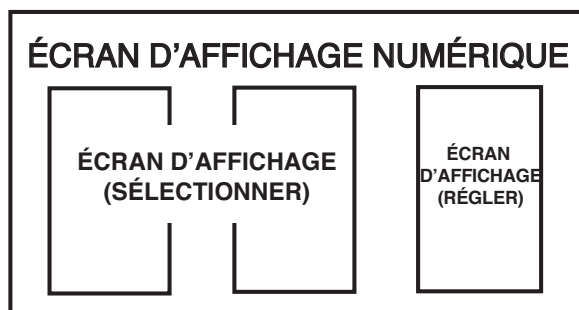 ÉCRAN D’AFFICHAGE NUMÉRIQUE
ÉCRAN D’AFFICHAGE
(SÉLECTIONNER)
ÉCRAN
D’AFFICHAGE
(RÉGLER)